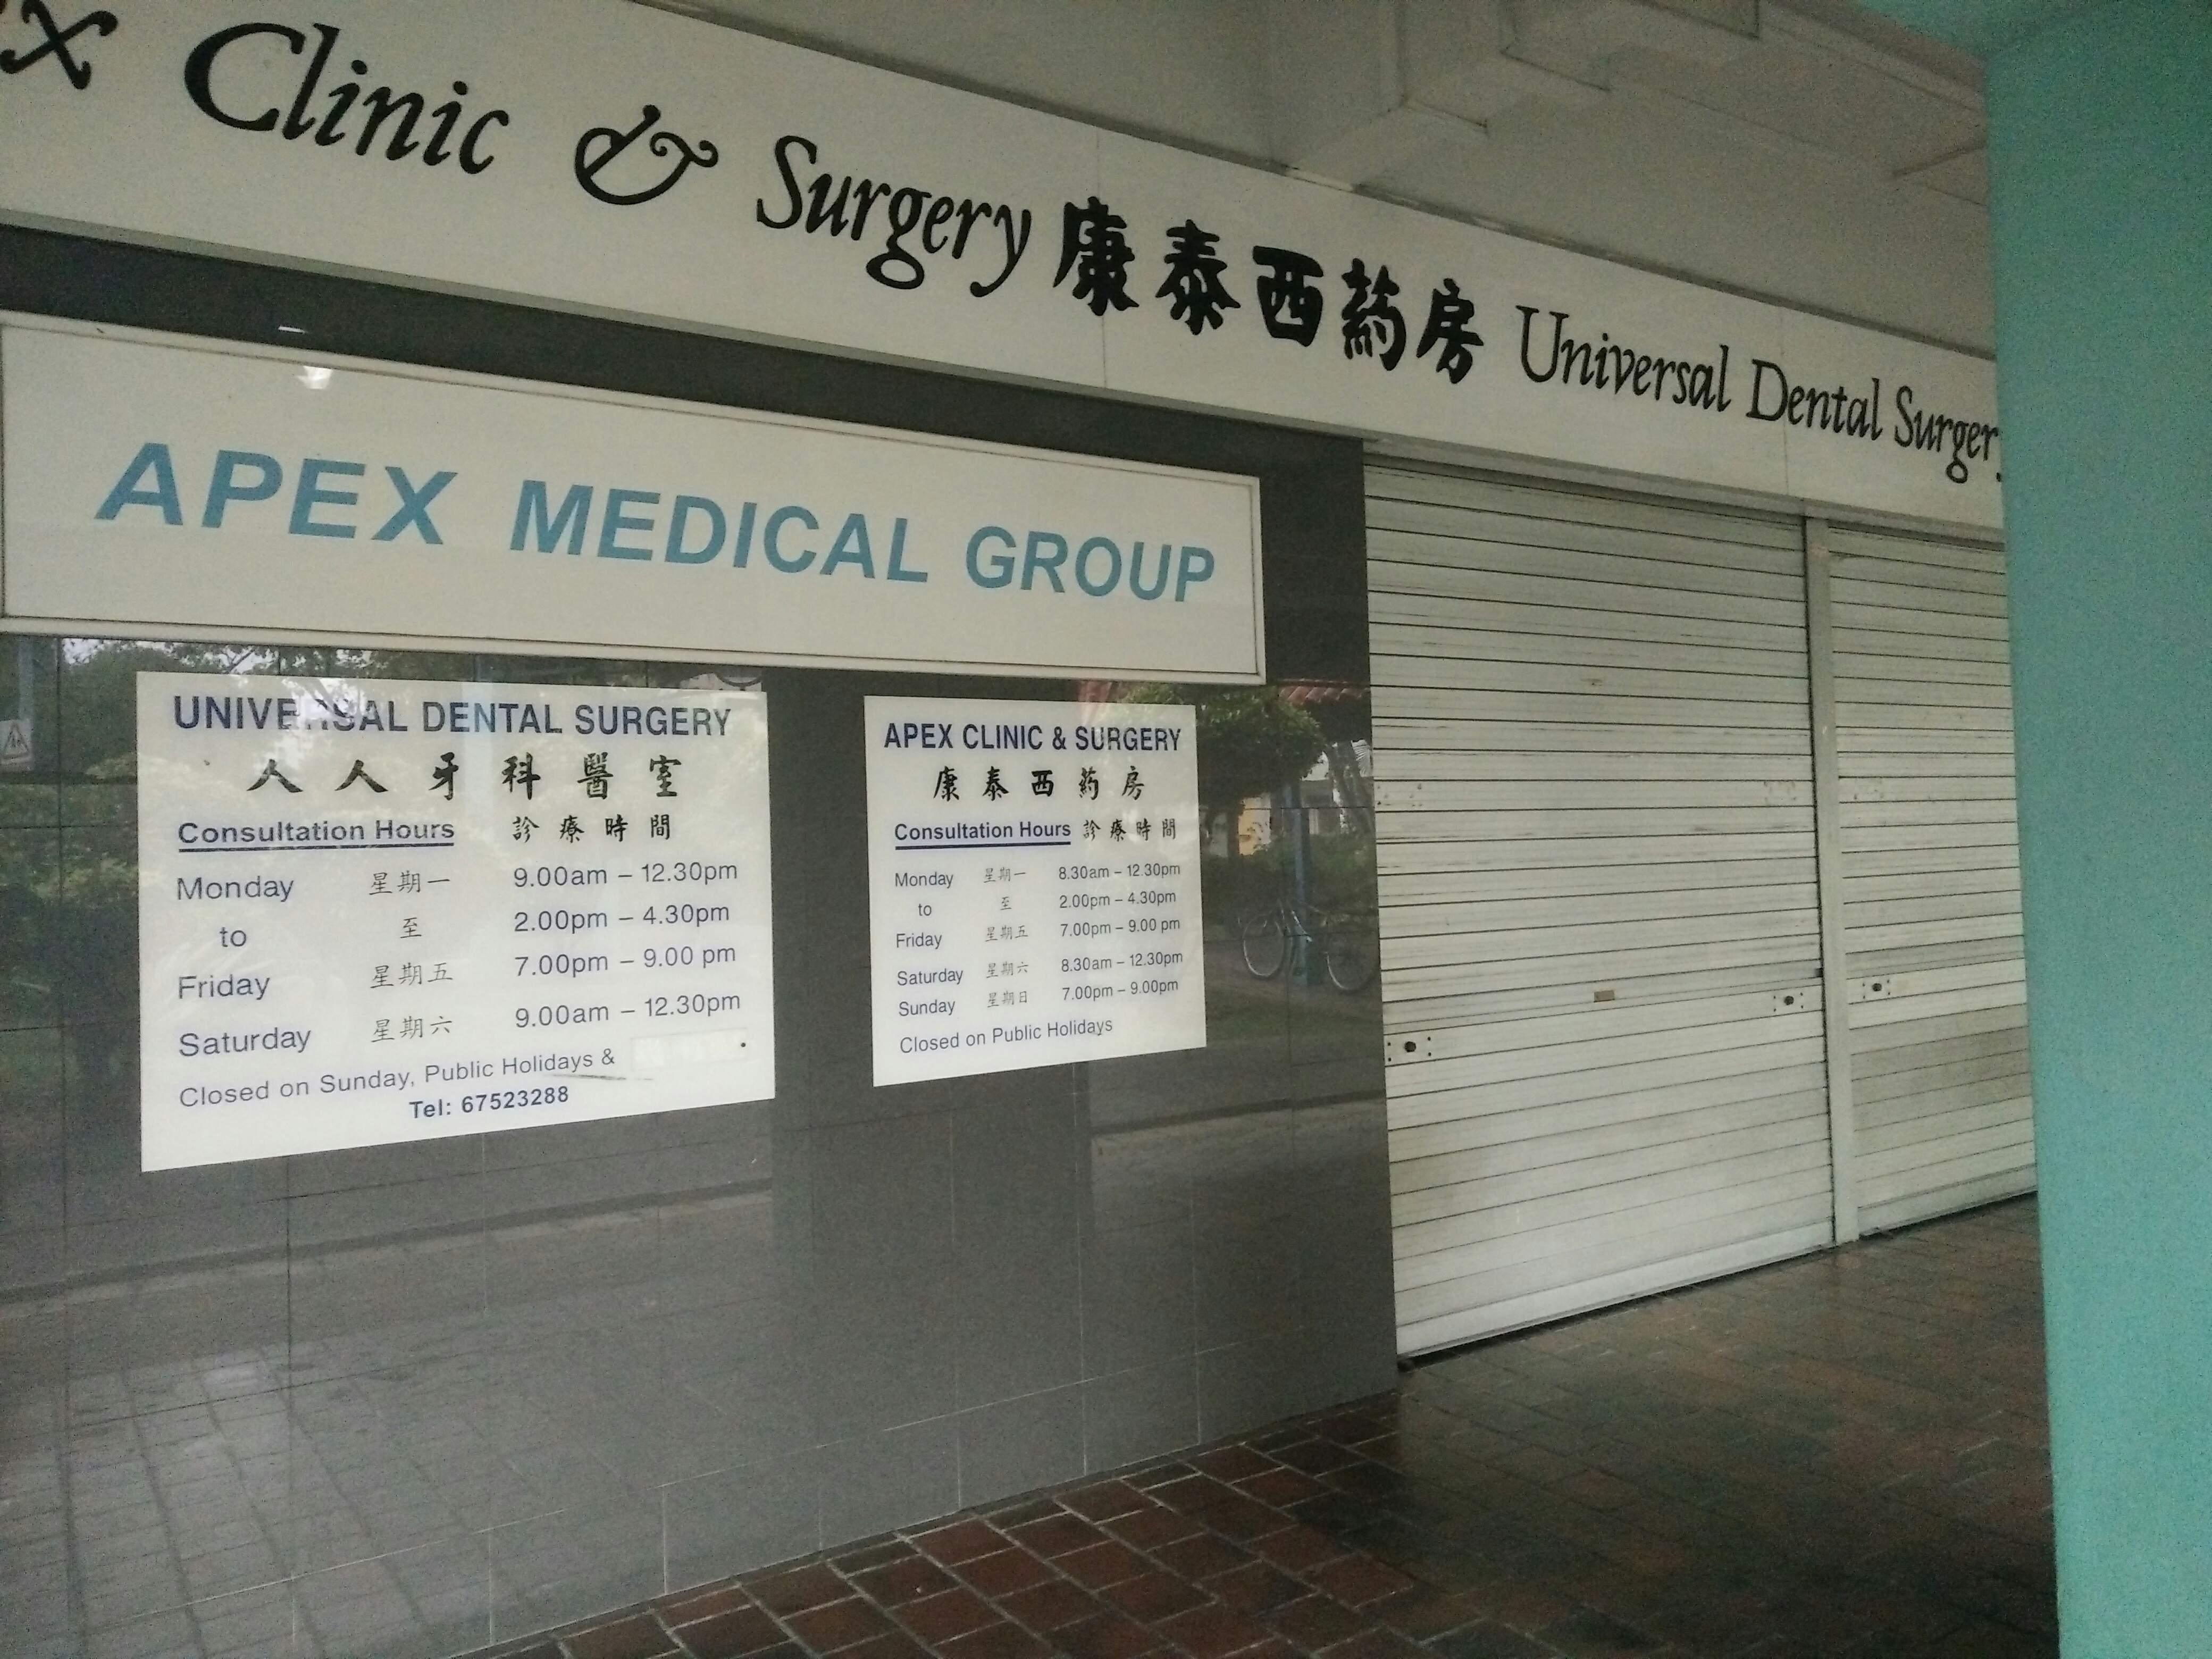 x Clinic & Surgery 康泰西药房 Universal Dental Surgery
APEX MEDICAL GROUP
UNIVERSAL DENTAL SURGERY
人人牙科醫室
Consultation Hours 診療時間
Monday 星期一 9.00am – 12.30pm
to 至 2.00pm – 4.30pm
Friday 星期五 7.00pm – 9.00 pm
Saturday 星期六 9.00am – 12.30pm
Closed on Sunday, Public Holidays &
Tel: 67523288
APEX CLINIC & SURGERY
康泰西药房
Consultation Hours 診療時間
Monday 星期一 8.30am – 12.30pm
to 至 2.00pm – 4.30pm
Friday 星期五 7.00pm – 9.00 pm
Saturday 星期六 8.30am – 12.30pm
Sunday 星期日 7.00pm – 9.00pm
Closed on Public Holidays